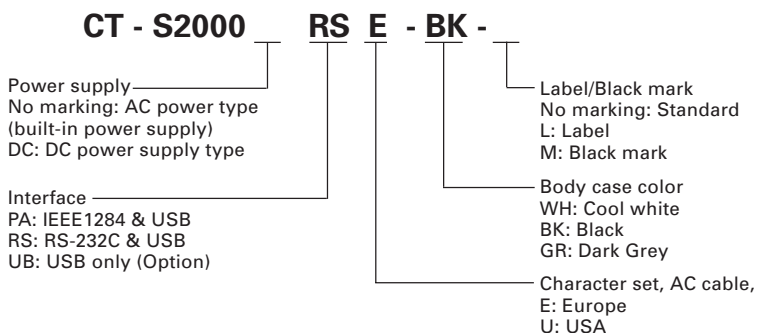 CT - S2000 __ RS E - BK - __
Power supply
No marking: AC power type
(built-in power supply)
DC: DC power supply type
Interface
PA: IEEE1284 & USB
RS: RS-232C & USB
UB: USB only (Option)
Label/Black mark
No marking: Standard
L: Label
M: Black mark
Body case color
WH: Cool white
BK: Black
GR: Dark Grey
Character set, AC cable,
E: Europe
U: USA